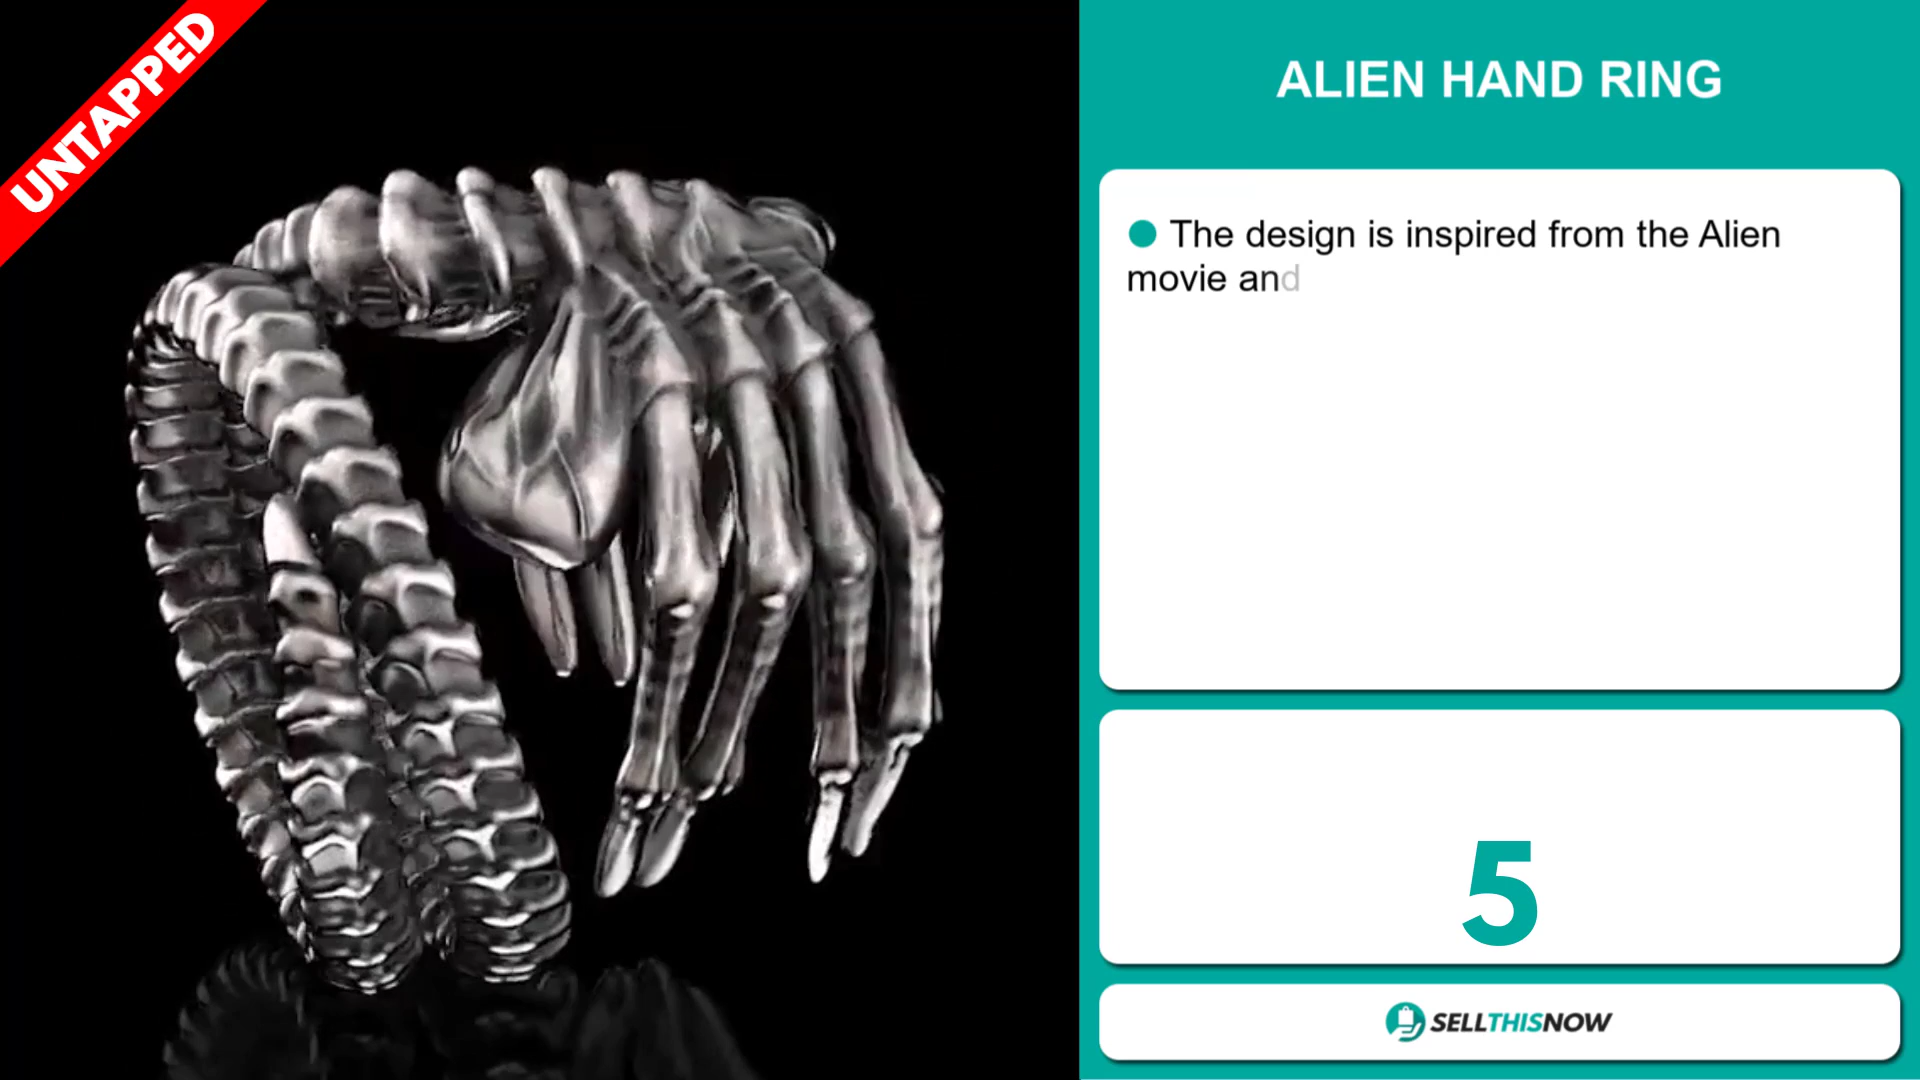 UNTAPPED
ALIEN HAND RING
The design is inspired from the Alien
movie and
5
SELLTHISNOW